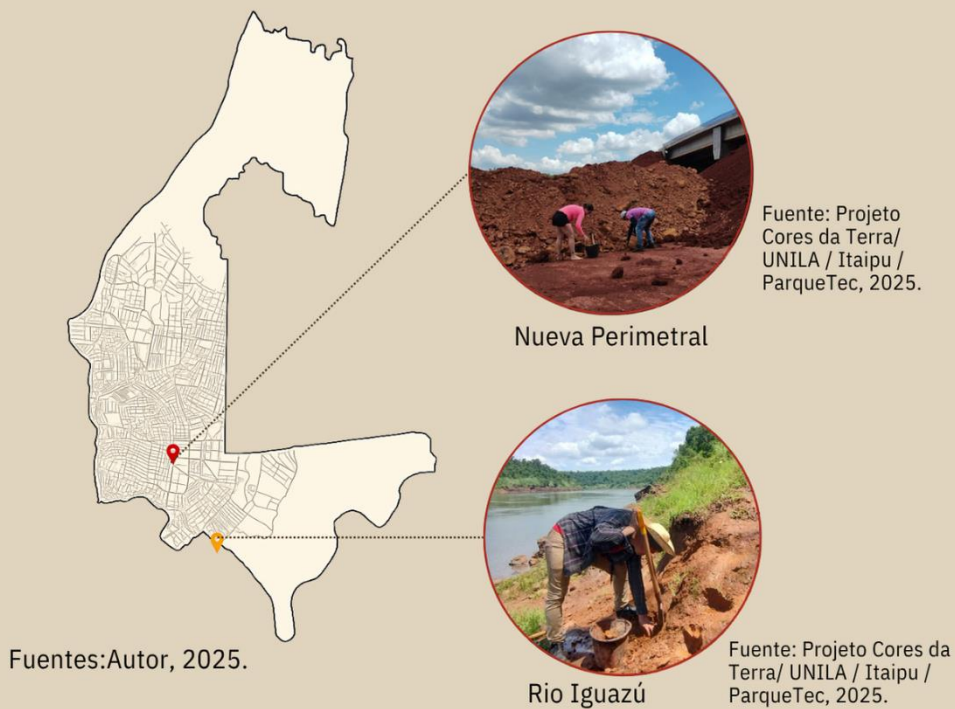 Fuente: Projeto
Cores da Terra/
UNILA / Itaipu /
ParqueTec, 2025.
Nueva Perimetral
Fuentes:Autor, 2025.
Rio Iguazú
Fuente: Projeto Cores da
Terra/ UNILA / Itaipu /
ParqueTec, 2025.